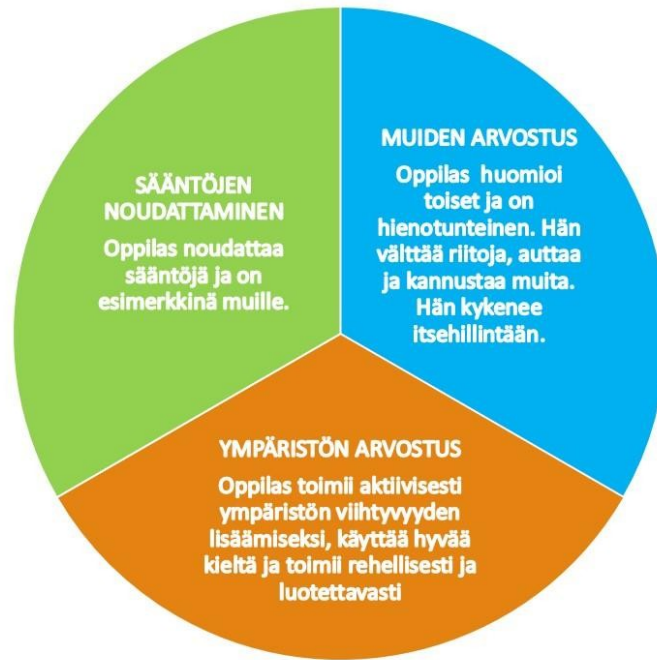 SÄÄNTÖJEN
NOUDATTAMINEN
Oppilas noudattaa
sääntöjä ja on
esimerkkinä muille.
MUIDEN ARVOSTUS
Oppilas huomioi
toiset ja on
hienotunteinen. Hän
välttää riitoja, auttaa
ja kannustaa muita.
Hän kykenee
itsehillintään.
YMPÄRISTÖN ARVOSTUS
Oppilas toimii aktiivisesti
ympäristön viihtyvyyden
lisäämiseksi, käyttää hyvää
kieltä ja toimii rehellisesti ja
luotettavasti